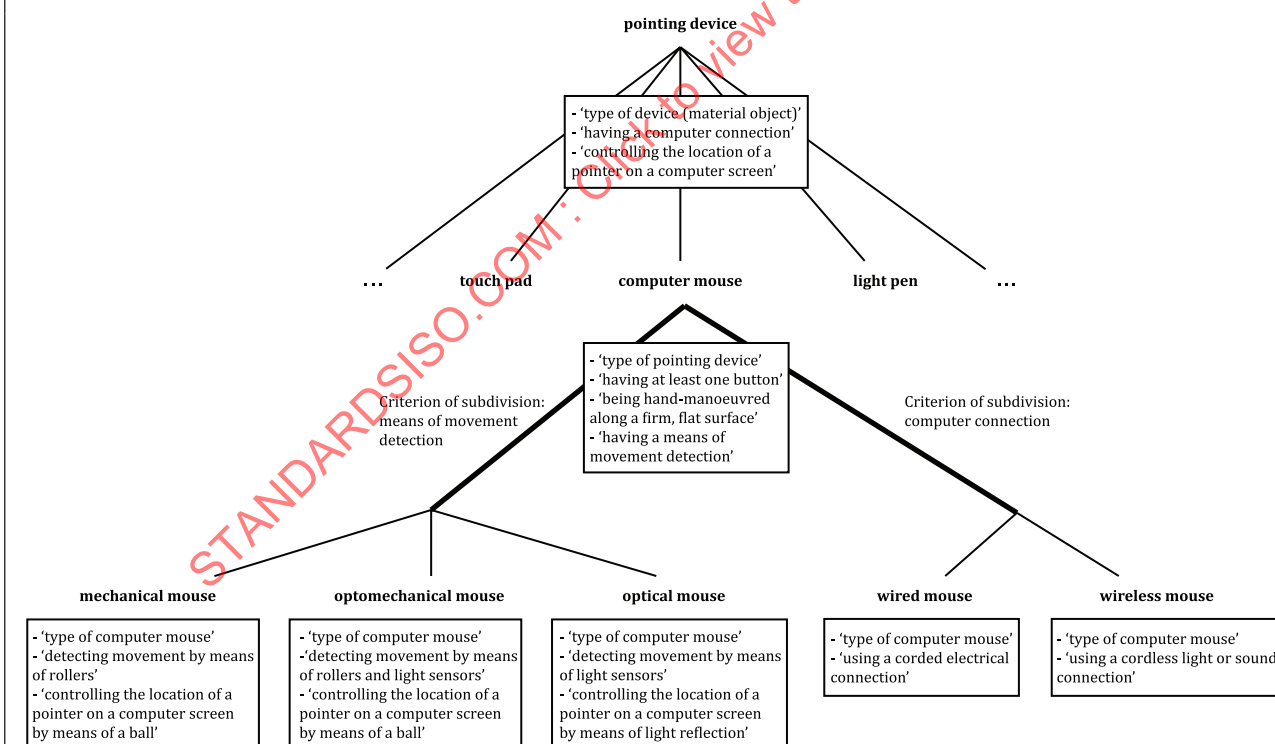 pointing device
- ‘type of device (material object)’
- ‘having a computer connection’
- ‘controlling the location of a
pointer on a computer screen’
...
touch pad
computer mouse
light pen
...
- ‘type of pointing device’
- ‘having at least one button’
- ‘being hand-manoeuvred
along a firm, flat surface’
- ‘having a means of
movement detection’
Criterion of subdivision:
means of movement
detection
Criterion of subdivision:
computer connection
mechanical mouse
- ‘type of computer mouse’
- ‘detecting movement by means
of rollers’
- ‘controlling the location of a
pointer on a computer screen
by means of a ball’
optomechanical mouse
- ‘type of computer mouse’
-‘detecting movement by means
of rollers and light sensors’
- ‘controlling the location of a
pointer on a computer screen
by means of a ball’
optical mouse
- ‘type of computer mouse’
- ‘detecting movement by means
of light sensors’
- ‘controlling the location of a
pointer on a computer screen
by means of light reflection’
wired mouse
- ‘type of computer mouse’
- ‘using a corded electrical
connection’
wireless mouse
- ‘type of computer mouse’
- ‘using a cordless light or sound
connection’
STANDARDSISO.COM : Click to view